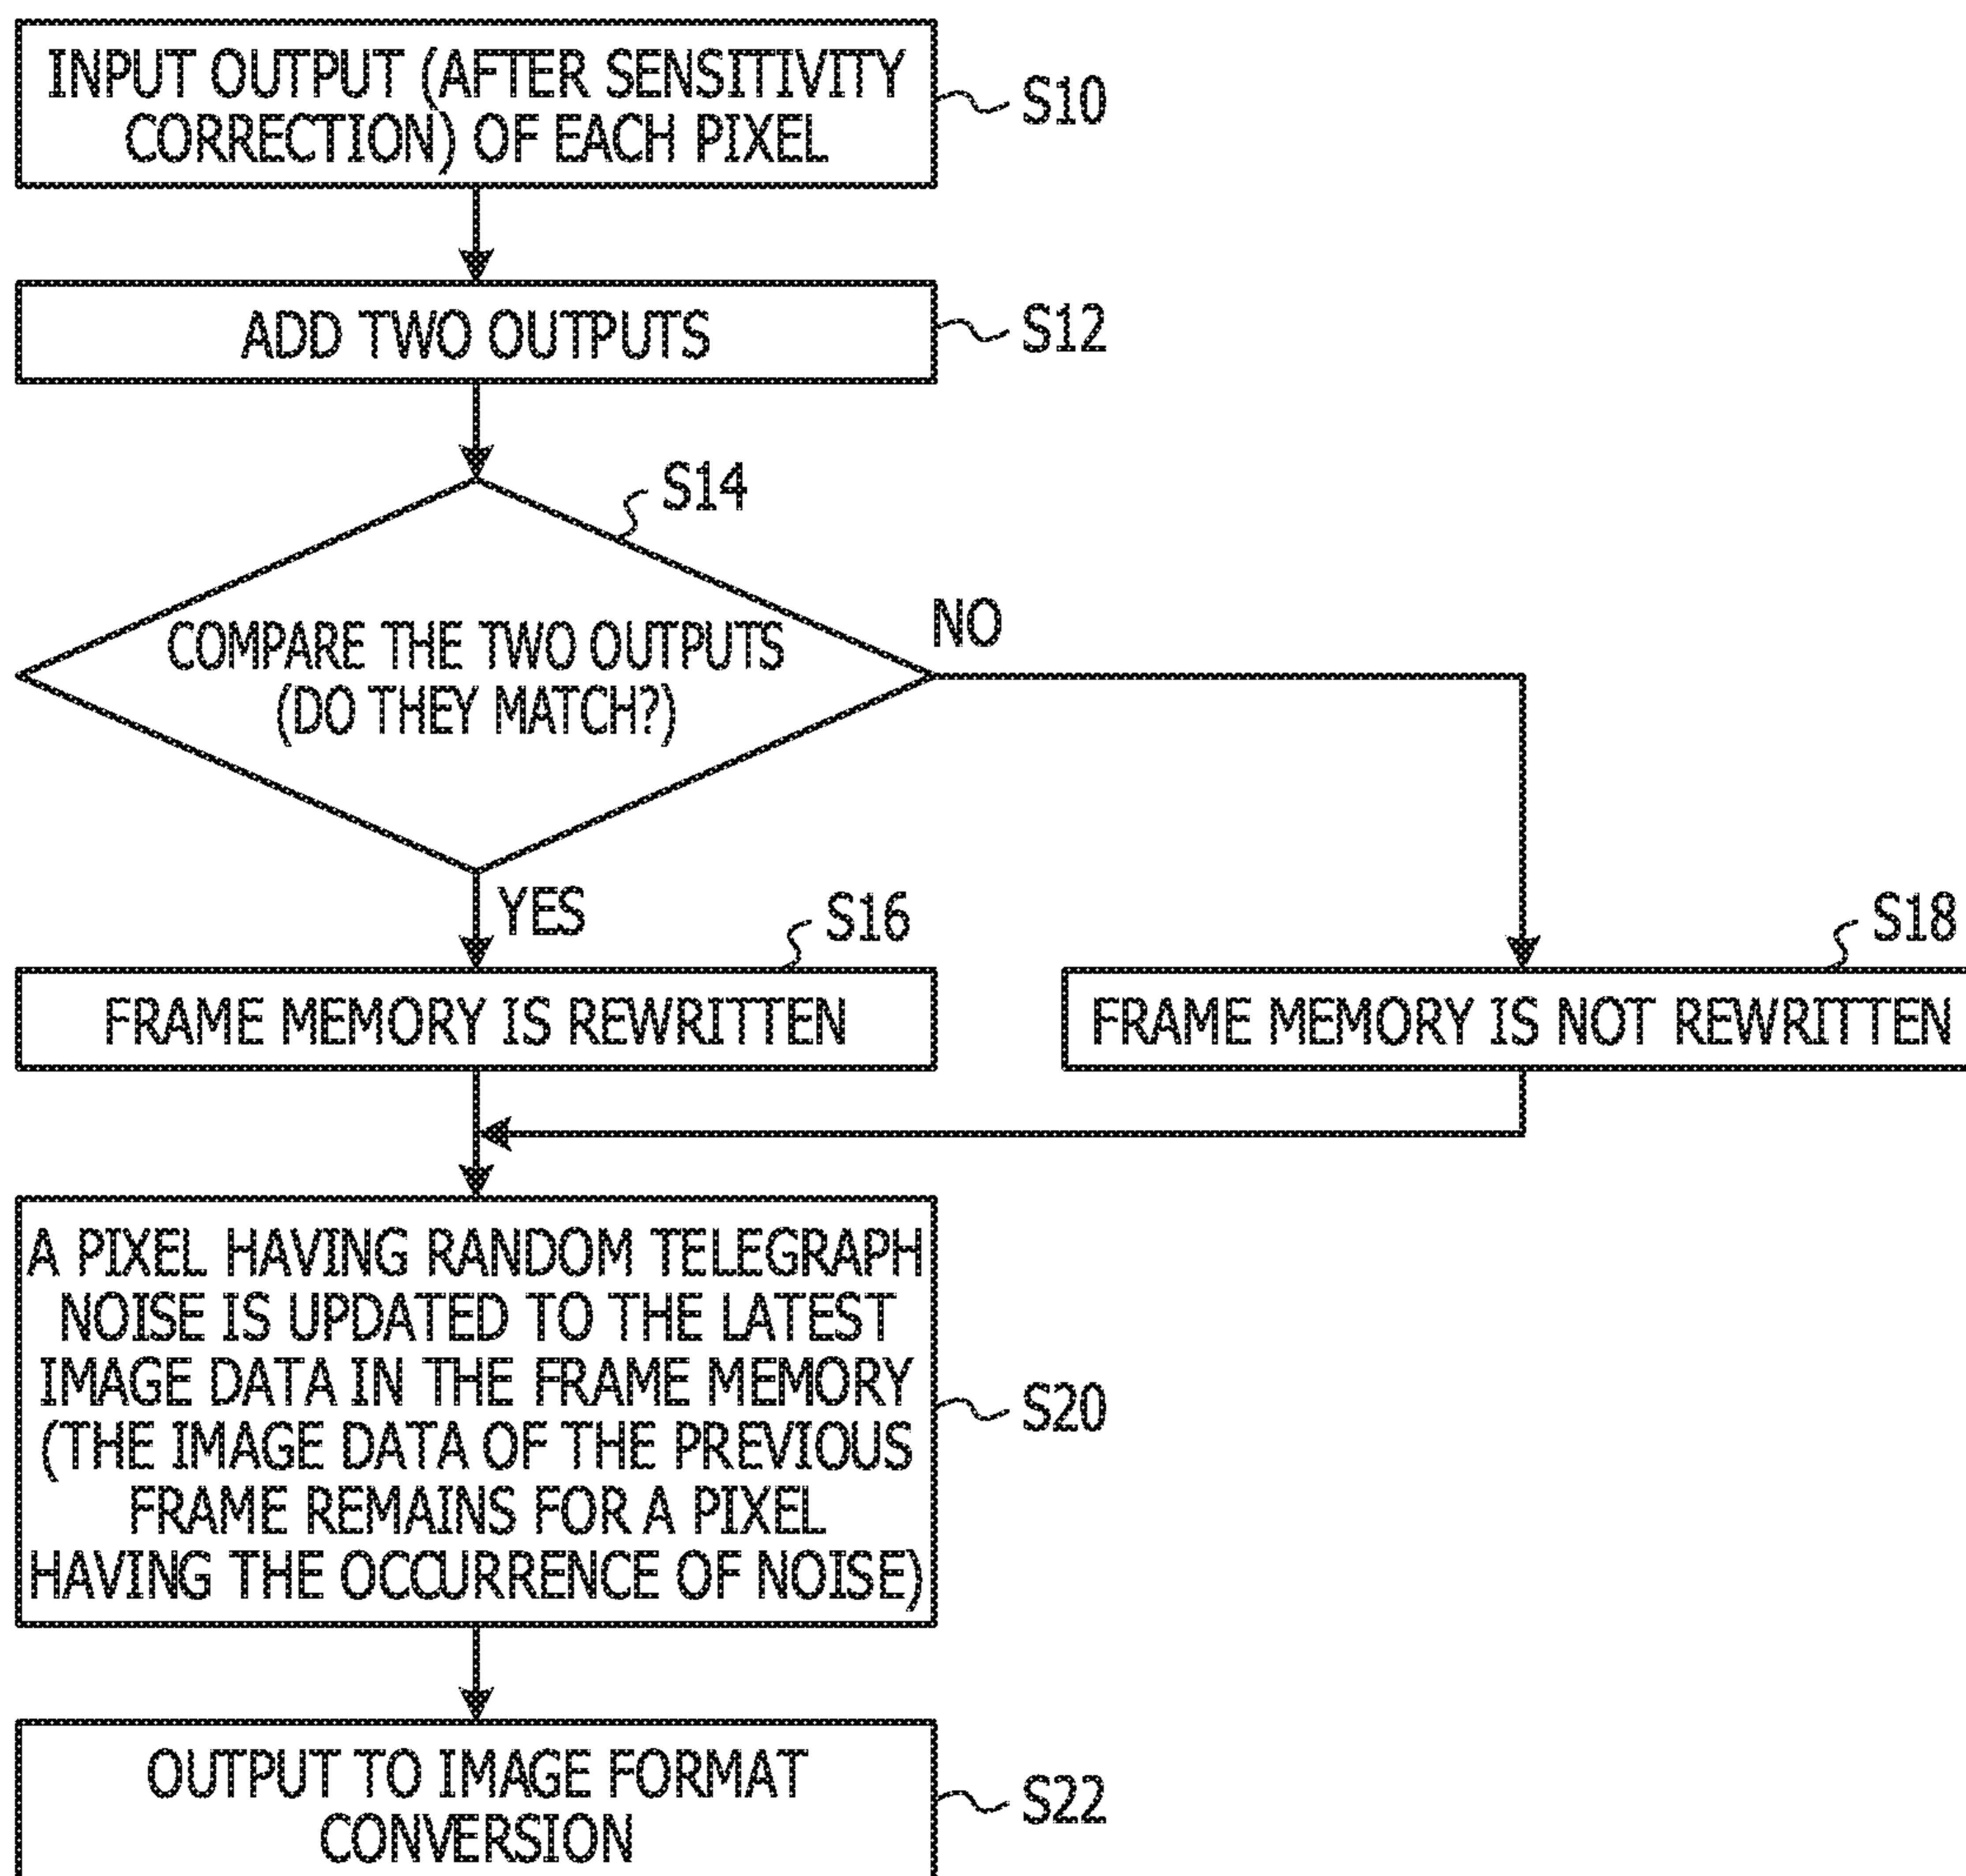 INPUT OUTPUT (AFTER SENSITIVITY
CORRECTION) OF EACH PIXEL
S10
ADD TWO OUTPUTS
S12
S14
COMPARE THE TWO OUTPUTS
(DO THEY MATCH?)
NO
YES
S16
FRAME MEMORY IS REWRITTEN
S18
FRAME MEMORY IS NOT REWRITTEN
A PIXEL HAVING RANDOM TELEGRAPH
NOISE IS UPDATED TO THE LATEST
IMAGE DATA IN THE FRAME MEMORY
(THE IMAGE DATA OF THE PREVIOUS
FRAME REMAINS FOR A PIXEL
HAVING THE OCCURRENCE OF NOISE)
S20
OUTPUT TO IMAGE FORMAT
CONVERSION
S22